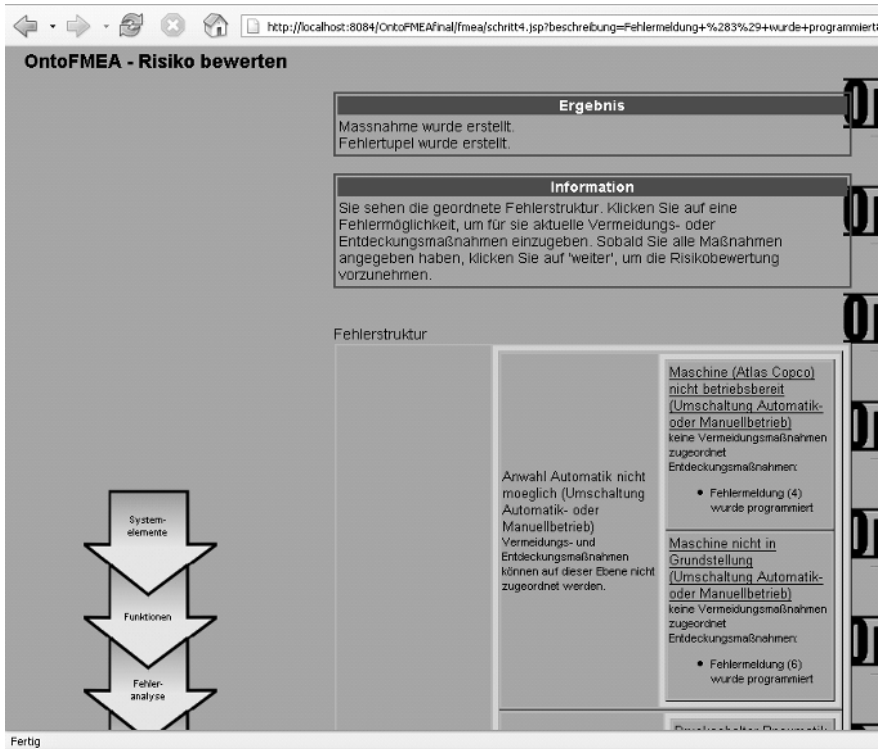 http://localhost:8084/OntoFMEAfinal/fmea/schritt4.jsp?beschreibung=Fehlermeldung+%283%29+wurde+programmiert
OntoFMEA - Risiko bewerten
Ergebnis
Massnahme wurde erstellt.
Fehlertupel wurde erstellt.
Information
Sie sehen die geordnete Fehlerstruktur. Klicken Sie auf eine
Fehlermöglichkeit, um für sie aktuelle Vermeidungs- oder
Entdeckungsmaßnahmen einzugeben. Sobald Sie alle Maßnahmen
angegeben haben, klicken Sie auf 'weiter', um die Risikobewertung
vorzunehmen.
Fehlerstruktur
Anwahl Automatik nicht
moeglich (Umschaltung
Automatik- oder
Manuellbetrieb)
Vermeidungs- und
Entdeckungsmaßnahmen
können auf dieser Ebene nicht
zugeordnet werden.
Maschine (Atlas Copco)
nicht betriebsbereit
(Umschaltung Automatik-
oder Manuellbetrieb)
keine Vermeidungsmaßnahmen
zugeordnet
Entdeckungsmaßnahmen:
• Fehlermeldung (4)
wurde programmiert
Maschine nicht in
Grundstellung
(Umschaltung Automatik-
oder Manuellbetrieb)
keine Vermeidungsmaßnahmen
zugeordnet
Entdeckungsmaßnahmen:
• Fehlermeldung (6)
wurde programmiert
Druckschalter Pneumatik
System-
elemente
Funktionen
Fehler-
analyse
Fertig